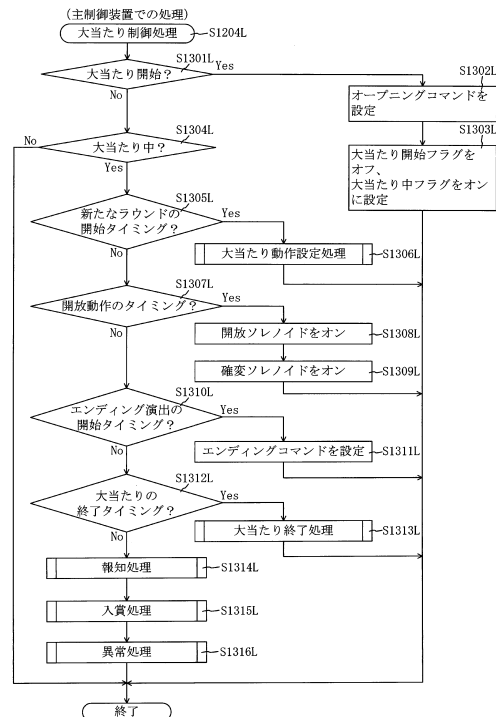 (主制御装置での処理)
大当たり制御処理
S1204L
S1301L
大当たり開始？
Yes
No
S1302L
オープニングコマンドを
設定
S1303L
大当たり開始フラグを
オフ、
大当たり中フラグをオン
に設定
S1304L
No
大当たり中？
Yes
S1305L
新たなラウンドの
開始タイミング？
Yes
No
大当たり動作設定処理
S1306L
S1307L
開放動作のタイミング？
Yes
No
開放ソレノイドをオン
S1308L
確変ソレノイドをオン
S1309L
S1310L
エンディング演出の
開始タイミング？
Yes
No
エンディングコマンドを設定
S1311L
S1312L
大当たりの
終了タイミング？
Yes
No
大当たり終了処理
S1313L
報知処理
S1314L
入賞処理
S1315L
異常処理
S1316L
終了